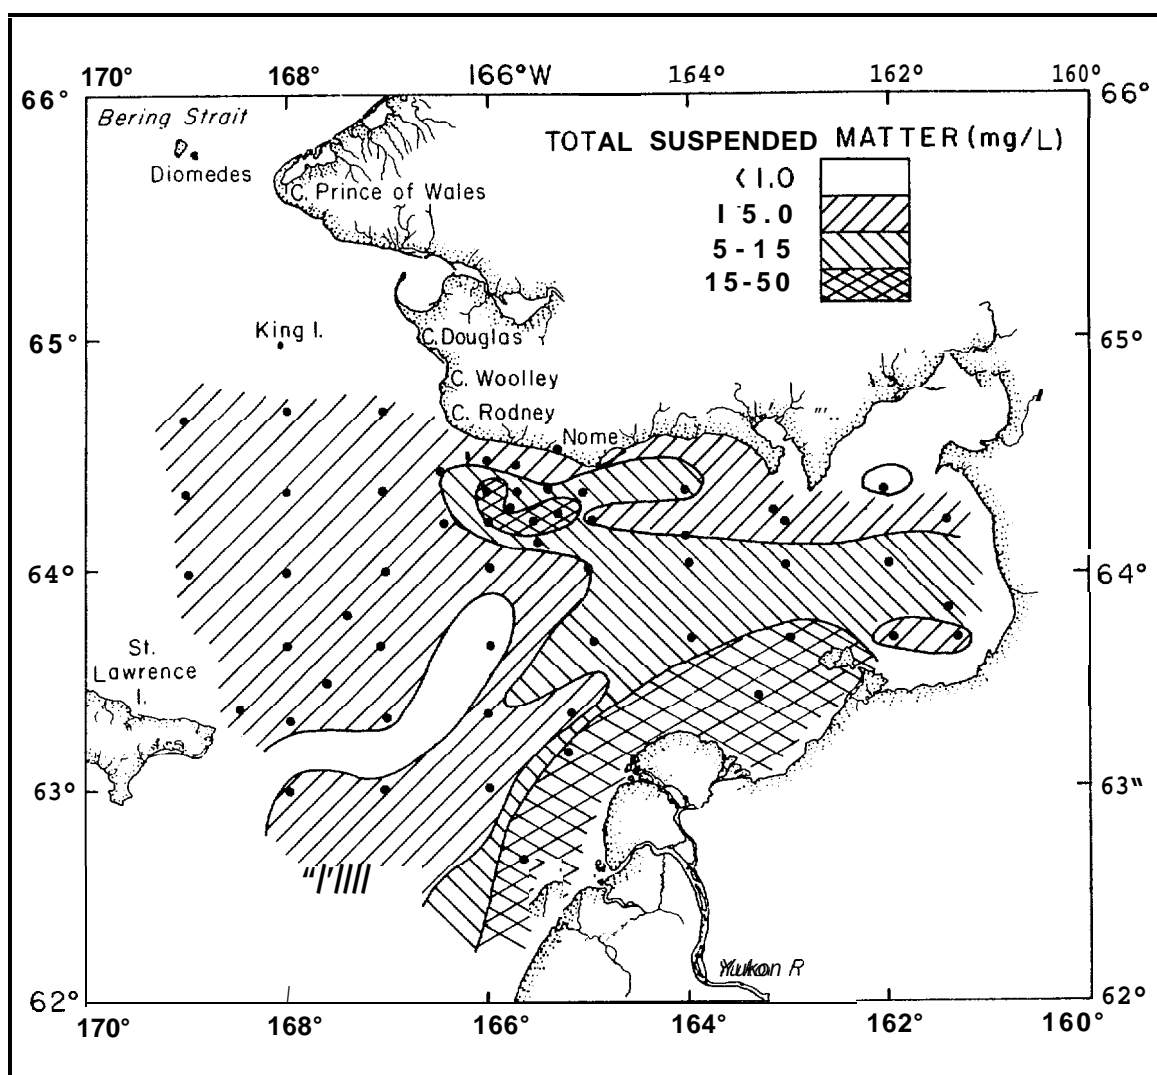 170° 168° 166°W 164° 162° 160°
66° 66°
Bering Strait
Diomedes
C. Prince of Wales
TOTAL SUSPENDED MATTER (mg/L)
<1.0
1 5.0
5-15
15-50
King I.
65° 65°
C. Douglas
C. Woolley
C. Rodney
Nome
64° 64°
St.
Lawrence
I.
63° 63"
Yukon R
62° 62°
170° 168° 166° 164° 162° 160°